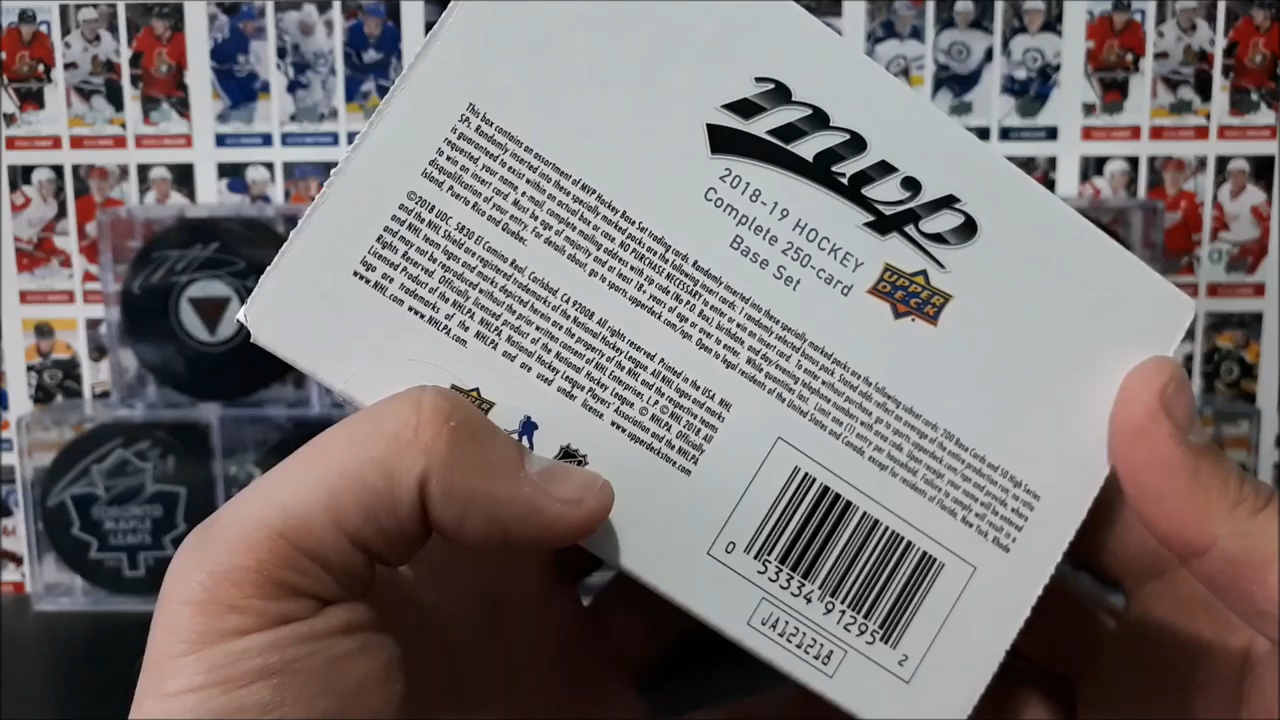 mvp
2018-19 HOCKEY
Complete 250-card
Base Set
UPPER
DECK
This box contains an assortment of MVP Hockey Base Set trading cards. Randomly inserted into these specially marked packs are the following subset cards: 200 Base Cards and 50 High Series
SPs. Randomly inserted into these specially marked packs are the following insert cards: 1 randomly selected bonus pack. Stated odds reflect an average of the entire production run; no ratio
is guaranteed to exist within an actual box or case. NO PURCHASE NECESSARY to enter or win an insert card. To enter without purchase, go to sports.upperdeck.com/npn and provide, where
requested, your name, e-mail, complete mailing address with zip code (No P.O. Box), birthdate, and day/evening telephone numbers with area code. Upon receipt, your name will be entered
to win an insert card. Must be age of majority and at least 18+ years of age or over to enter. While quantities last. Limit one (1) entry per household. Failure to comply will result in a
disqualification of your entry. For details about, go to sports.upperdeck.com/npn. Open to legal residents of the United States and Canada, except for residents of Florida, New York, Rhode
Island, Puerto Rico and Quebec.
©2018 UDC. 5830 El Camino Real, Carlsbad, CA 92008. All rights reserved. Printed in the USA. NHL
and the NHL Shield are registered trademarks of the National Hockey League. All NHL logos and marks
and NHL team logos and marks depicted herein are the property of the NHL and the respective teams
and may not be reproduced without the prior written consent of NHL Enterprises, L.P. © NHL 2018. All
Rights Reserved. Officially licensed product of the National Hockey League. © NHLPA. Officially
Licensed Product of the NHLPA. NHLPA, National Hockey League Players' Association and the NHLPA
logo are trademarks of the NHLPA and are used under license. www.upperdeckstore.com
www.NHL.com www.NHLPA.com.
UPPER
0 53334 91295 2
JA121218
TORONTO
MAPLE
LEAFS